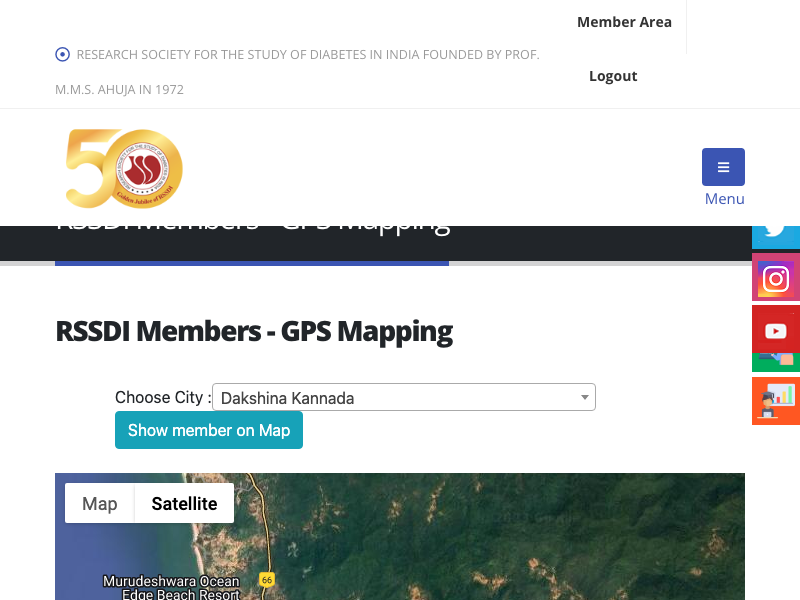 Member Area
RESEARCH SOCIETY FOR THE STUDY OF DIABETES IN INDIA FOUNDED BY PROF.
M.M.S. AHUJA IN 1972
Logout
50
Golden Jubilee of RSSDI
Menu
RSSDI Members - GPS Mapping
RSSDI Members - GPS Mapping
Choose City :
Dakshina Kannada
Show member on Map
Map
Satellite
Murudeshwara Ocean
Edge Beach Resort
66